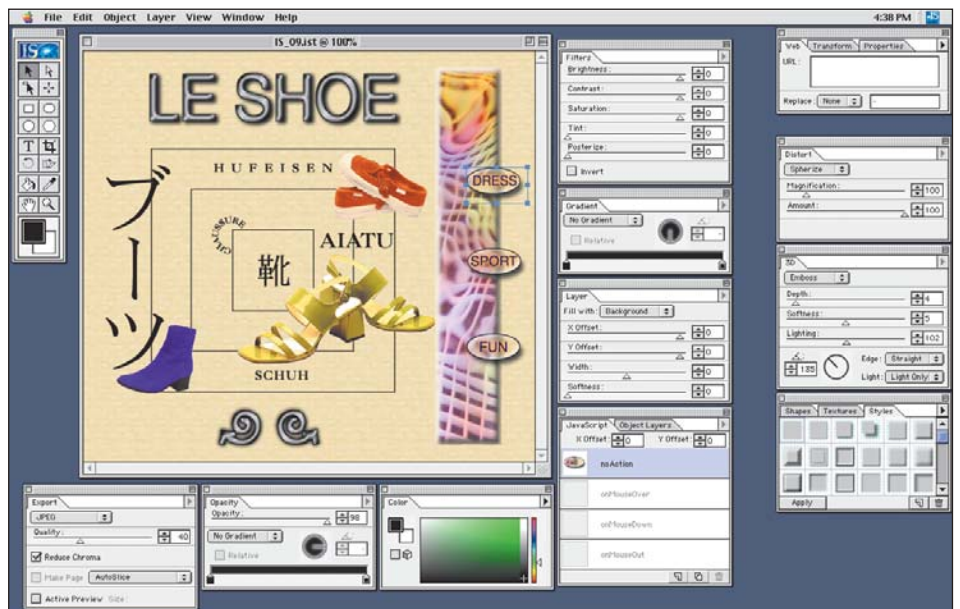 File Edit Object Layer View Window Help
4:38 PM
IS_09.ist @ 100%
IS
LE SHOE
HUFEISEN
ブーツ
CHAUSSURE
AIATU
靴
SCHUH
DRESS
SPORT
FUN
Filters
Brightness: 0
Contrast: 0
Saturation: 0
Tint: 0
Posterize: 0
Invert
Gradient
No Gradient
Relative
Layer
Fill with: Background
X Offset: 0
Y Offset: 0
Width:
Softness:
JavaScript Object Layers
X Offset: 0 Y Offset: 0
noAction
onMouseOver
onMouseDown
onMouseOut
Web Transform Properties
URL:
Replace: None -
Distort
Spherize
Magnification: 100
Amount: 100
3D
Emboss
Depth: 4
Softness: 5
Lighting: 102
135 Edge: Straight
Light: Light Only
Shapes Textures Styles
Apply
Export
JPEG
Quality: 40
Reduce Chroma
Make Page AutoSlice
Active Preview Size:
Opacity
Opacity: 98
No Gradient
Relative
Color